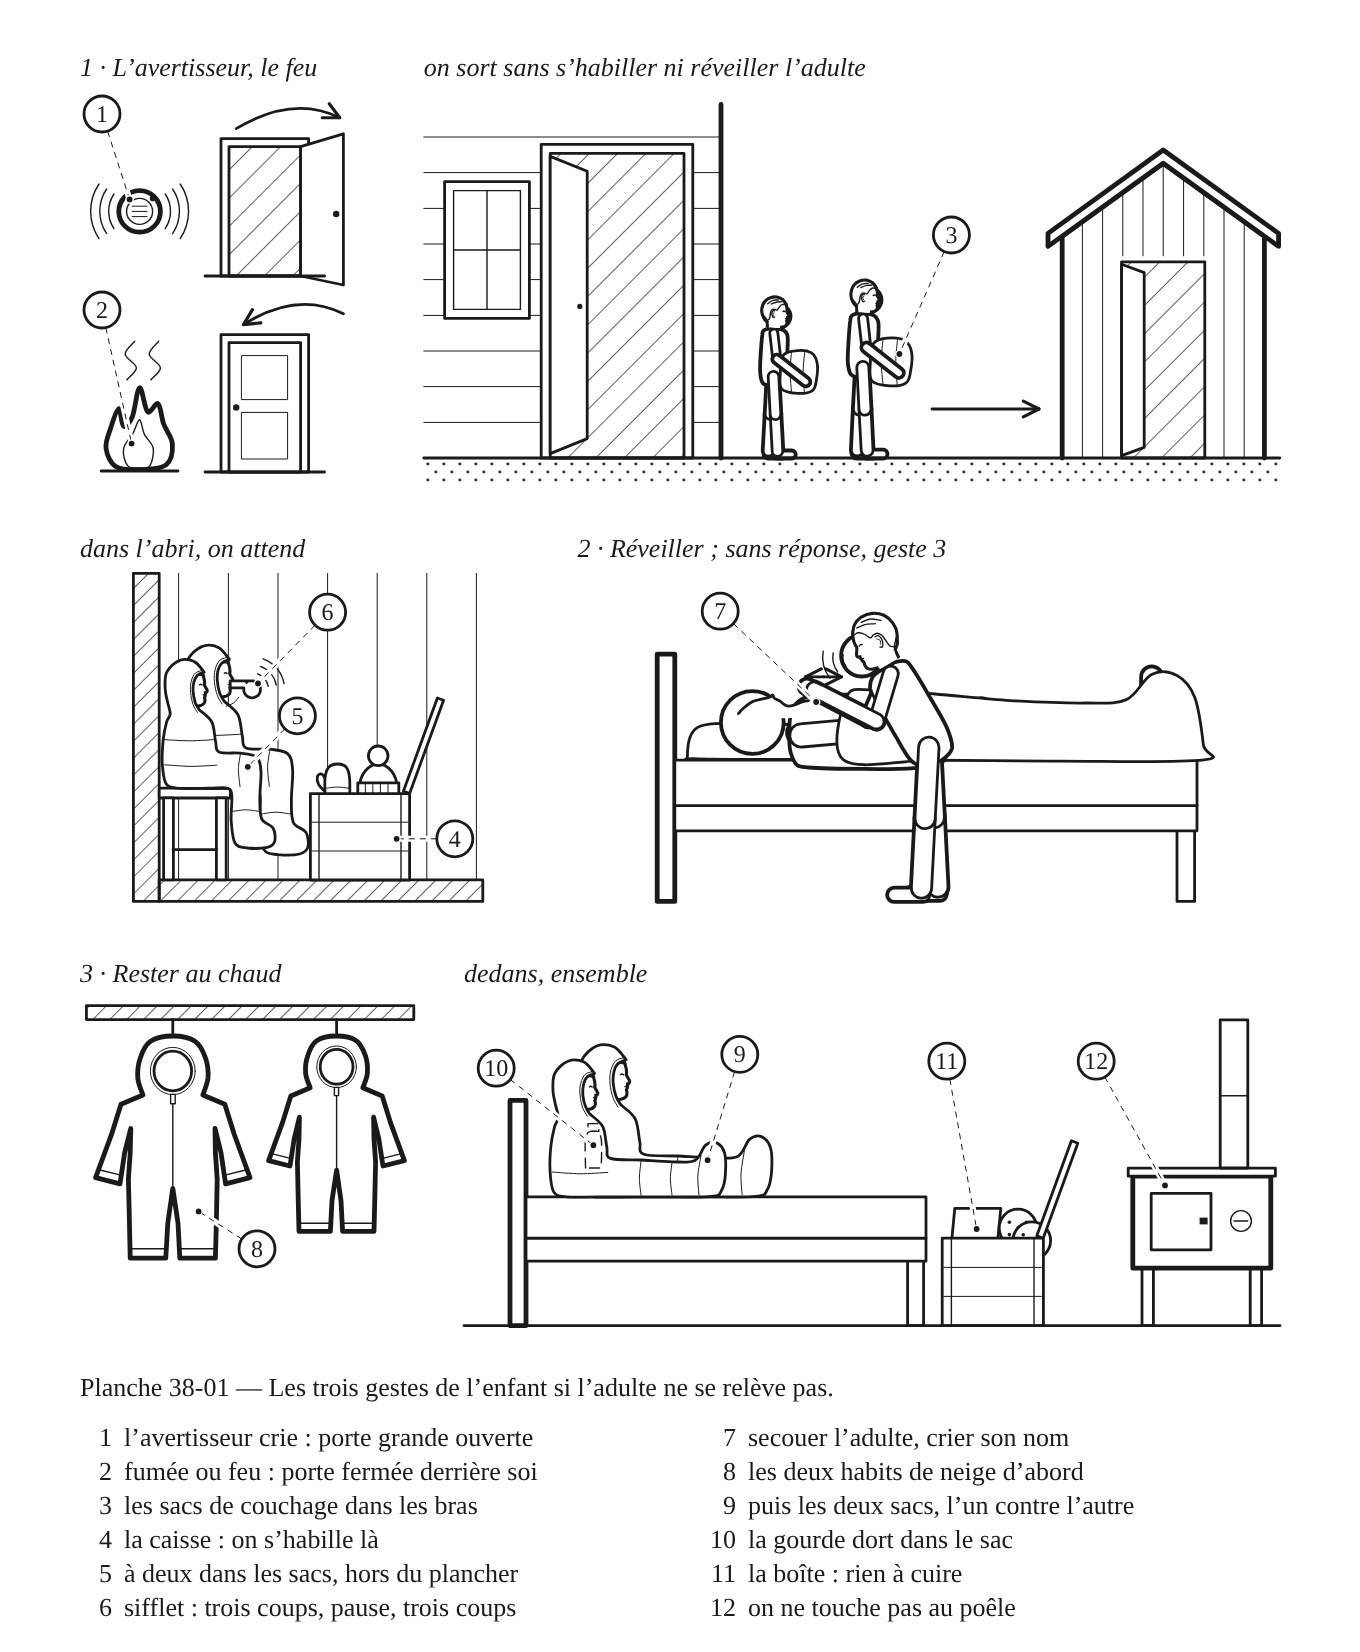 1 · L’avertisseur, le feu
on sort sans s’habiller ni réveiller l’adulte
1
2
3
dans l’abri, on attend
2 · Réveiller ; sans réponse, geste 3
6
5
4
7
3 · Rester au chaud
dedans, ensemble
8
10
9
11
12
Planche 38-01 — Les trois gestes de l’enfant si l’adulte ne se relève pas.
1 l’avertisseur crie : porte grande ouverte
2 fumée ou feu : porte fermée derrière soi
3 les sacs de couchage dans les bras
4 la caisse : on s’habille là
5 à deux dans les sacs, hors du plancher
6 sifflet : trois coups, pause, trois coups
7 secouer l’adulte, crier son nom
8 les deux habits de neige d’abord
9 puis les deux sacs, l’un contre l’autre
10 la gourde dort dans le sac
11 la boîte : rien à cuire
12 on ne touche pas au poêle